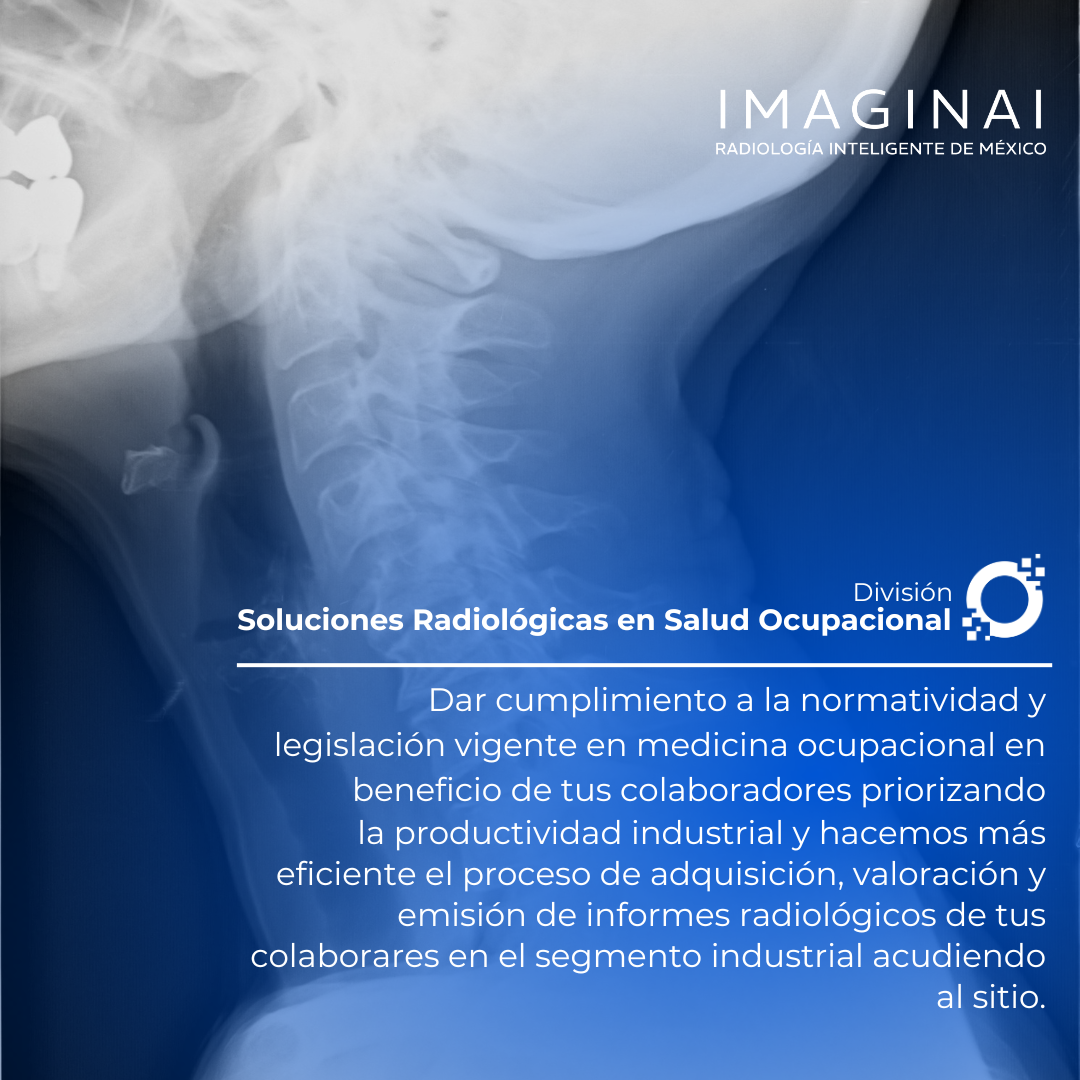 IMAGINAI
RADIOLOGÍA INTELIGENTE DE MÉXICO
División
Soluciones Radiológicas en Salud Ocupacional
Dar cumplimiento a la normatividad y
legislación vigente en medicina ocupacional en
beneficio de tus colaboradores priorizando
la productividad industrial y hacemos más
eficiente el proceso de adquisición, valoración y
emisión de informes radiológicos de tus
colaborares en el segmento industrial acudiendo
al sitio.